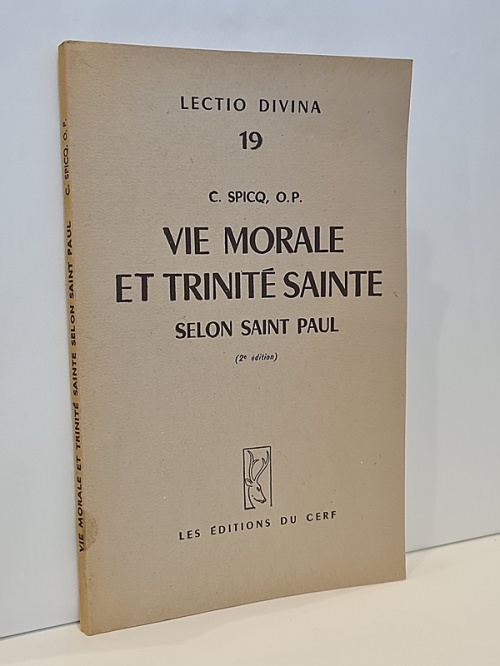 LECTIO DIVINA
19
C. SPICQ, O.P.
VIE MORALE
ET TRINITÉ SAINTE
SELON SAINT PAUL
(2e édition)
LES ÉDITIONS DU CERF
C. SPICQ, O.P.
VIE MORALE ET TRINITÉ SAINTE SELON SAINT PAUL